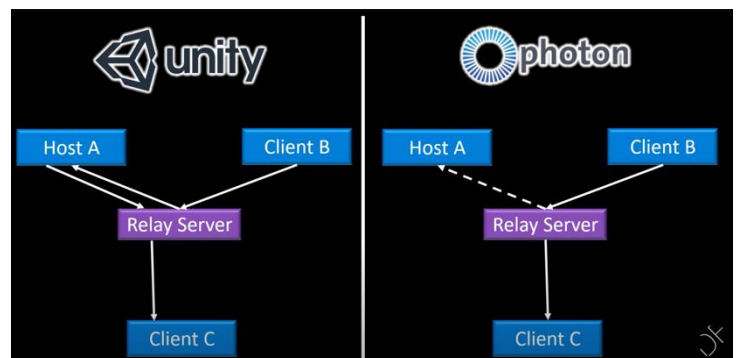 unity
Host A
Client B
Relay Server
Client C
photon
Host A
Client B
Relay Server
Client C